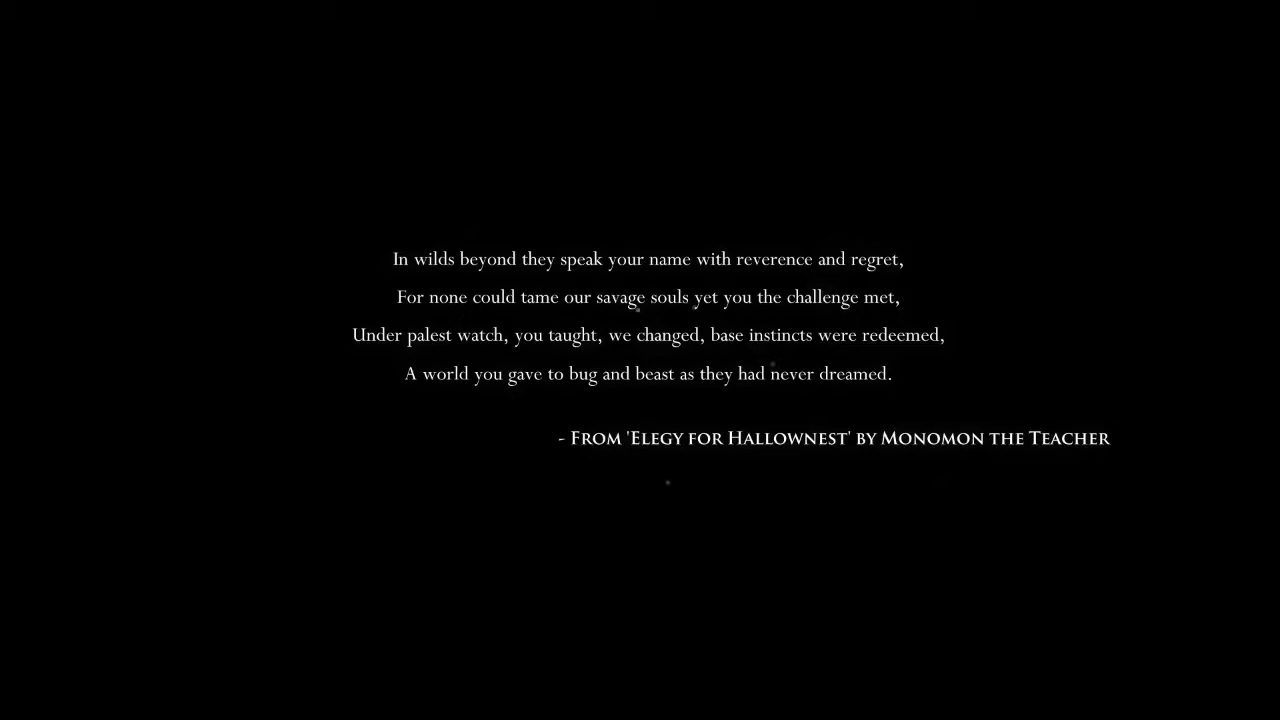 In wilds beyond they speak your name with reverence and regret,
For none could tame our savage souls yet you the challenge met,
Under palest watch, you taught, we changed, base instincts were redeemed,
A world you gave to bug and beast as they had never dreamed.
- From 'Elegy for Hallownest' by Monomon the Teacher